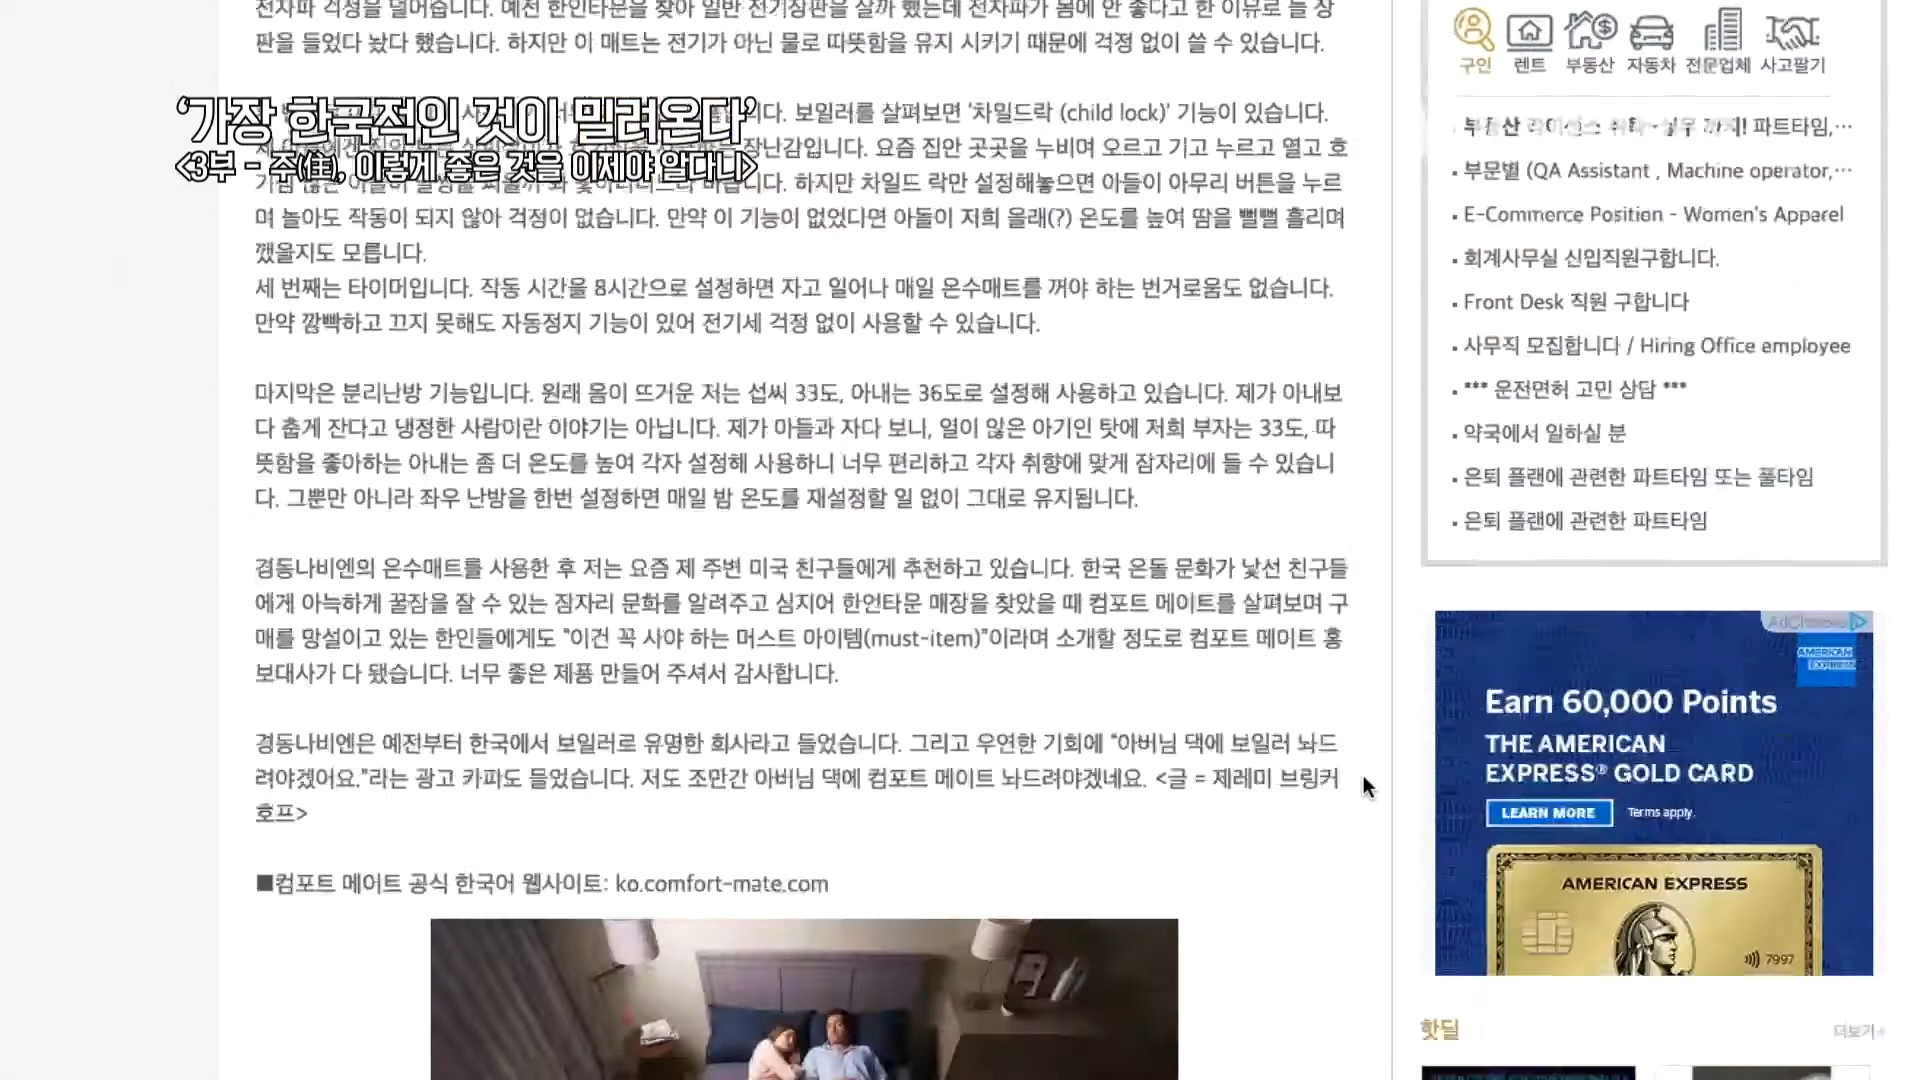 전자파 걱정을 덜어줍니다. 예전 한인타운을 찾아 일반 전기장판을 살까 했는데 전자파가 몸에 안 좋다고 한 이유로 늘 장
판을 들었다 놨다 했습니다. 하지만 이 매트는 전기가 아닌 물로 따뜻함을 유지 시키기 때문에 걱정 없이 쓸 수 있습니다.
'가장 한국적인 것이 밀려온다'
<3부 - 주(住), 이렇게 좋은 것을 이제야 알다니>
보일러를 살펴보면 '차일드락 (child lock)' 기능이 있습니다.
장난감입니다. 요즘 집안 곳곳을 누비며 오르고 기고 누르고 열고 호
하지만 차일드 락만 설정해놓으면 아들이 아무리 버튼을 누르
며 놀아도 작동이 되지 않아 걱정이 없습니다. 만약 이 기능이 없었다면 아들이 저희 몰래(?) 온도를 높여 땀을 뻘뻘 흘리며
깼을지도 모릅니다.
세 번째는 타이머입니다. 작동 시간을 8시간으로 설정하면 자고 일어나 매일 온수매트를 꺼야 하는 번거로움도 없습니다.
만약 깜빡하고 끄지 못해도 자동정지 기능이 있어 전기세 걱정 없이 사용할 수 있습니다.
마지막은 분리난방 기능입니다. 원래 몸이 뜨거운 저는 섭씨 33도, 아내는 36도로 설정해 사용하고 있습니다. 제가 아내보
다 춥게 잔다고 냉정한 사람이란 이야기는 아닙니다. 제가 아들과 자다 보니, 열이 많은 아기인 탓에 저희 부자는 33도, 따
뜻함을 좋아하는 아내는 좀 더 온도를 높여 각자 설정해 사용하니 너무 편리하고 각자 취향에 맞게 잠자리에 들 수 있습니
다. 그뿐만 아니라 좌우 난방을 한번 설정하면 매일 밤 온도를 재설정할 일 없이 그대로 유지됩니다.
경동나비엔의 온수매트를 사용한 후 저는 요즘 제 주변 미국 친구들에게 추천하고 있습니다. 한국 온돌 문화가 낯선 친구들
에게 아늑하게 꿀잠을 잘 수 있는 잠자리 문화를 알려주고 심지어 한인타운 매장을 찾았을 때 컴포트 메이트를 살펴보며 구
매를 망설이고 있는 한인들에게도 "이건 꼭 사야 하는 머스트 아이템(must-item)"이라며 소개할 정도로 컴포트 메이트 홍
보대사가 다 됐습니다. 너무 좋은 제품 만들어 주셔서 감사합니다.
경동나비엔은 예전부터 한국에서 보일러로 유명한 회사라고 들었습니다. 그리고 우연한 기회에 "아버님 댁에 보일러 놔드
려야겠어요."라는 광고 카피도 들었습니다. 저도 조만간 아버님 댁에 컴포트 메이트 놔드려야겠네요. <글 = 제레미 브링커
호프>
■컴포트 메이트 공식 한국어 웹사이트: ko.comfort-mate.com
구인 렌트 부동산 자동차 전문업체 사고팔기
부동산 파트타임,…
부문별 (QA Assistant , Machine operator,…
E-Commerce Position - Women's Apparel
회계사무실 신입직원구합니다.
Front Desk 직원 구합니다
사무직 모집합니다 / Hiring Office employee
*** 운전면허 고민 상담 ***
약국에서 일하실 분
은퇴 플랜에 관련한 파트타임 또는 풀타임
은퇴 플랜에 관련한 파트타임
AdChoices
AMERICAN
EXPRESS
Earn 60,000 Points
THE AMERICAN
EXPRESS® GOLD CARD
LEARN MORE Terms apply.
AMERICAN EXPRESS
7997
핫딜 더보기+